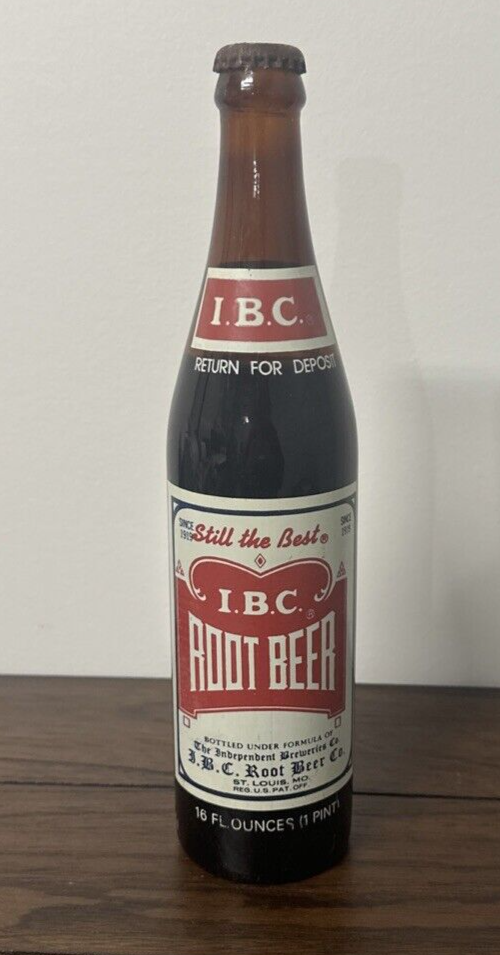 I.B.C.®
RETURN FOR DEPOSIT
SINCE
1919
Still the Best®
SINCE
1919
I.B.C.®
ROOT BEER
BOTTLED UNDER FORMULA OF
The Independent Breweries Co.
I.B.C. Root Beer Co.
ST. LOUIS, MO.
REG. U.S. PAT. OFF.
16 FL. OUNCES (1 PINT)